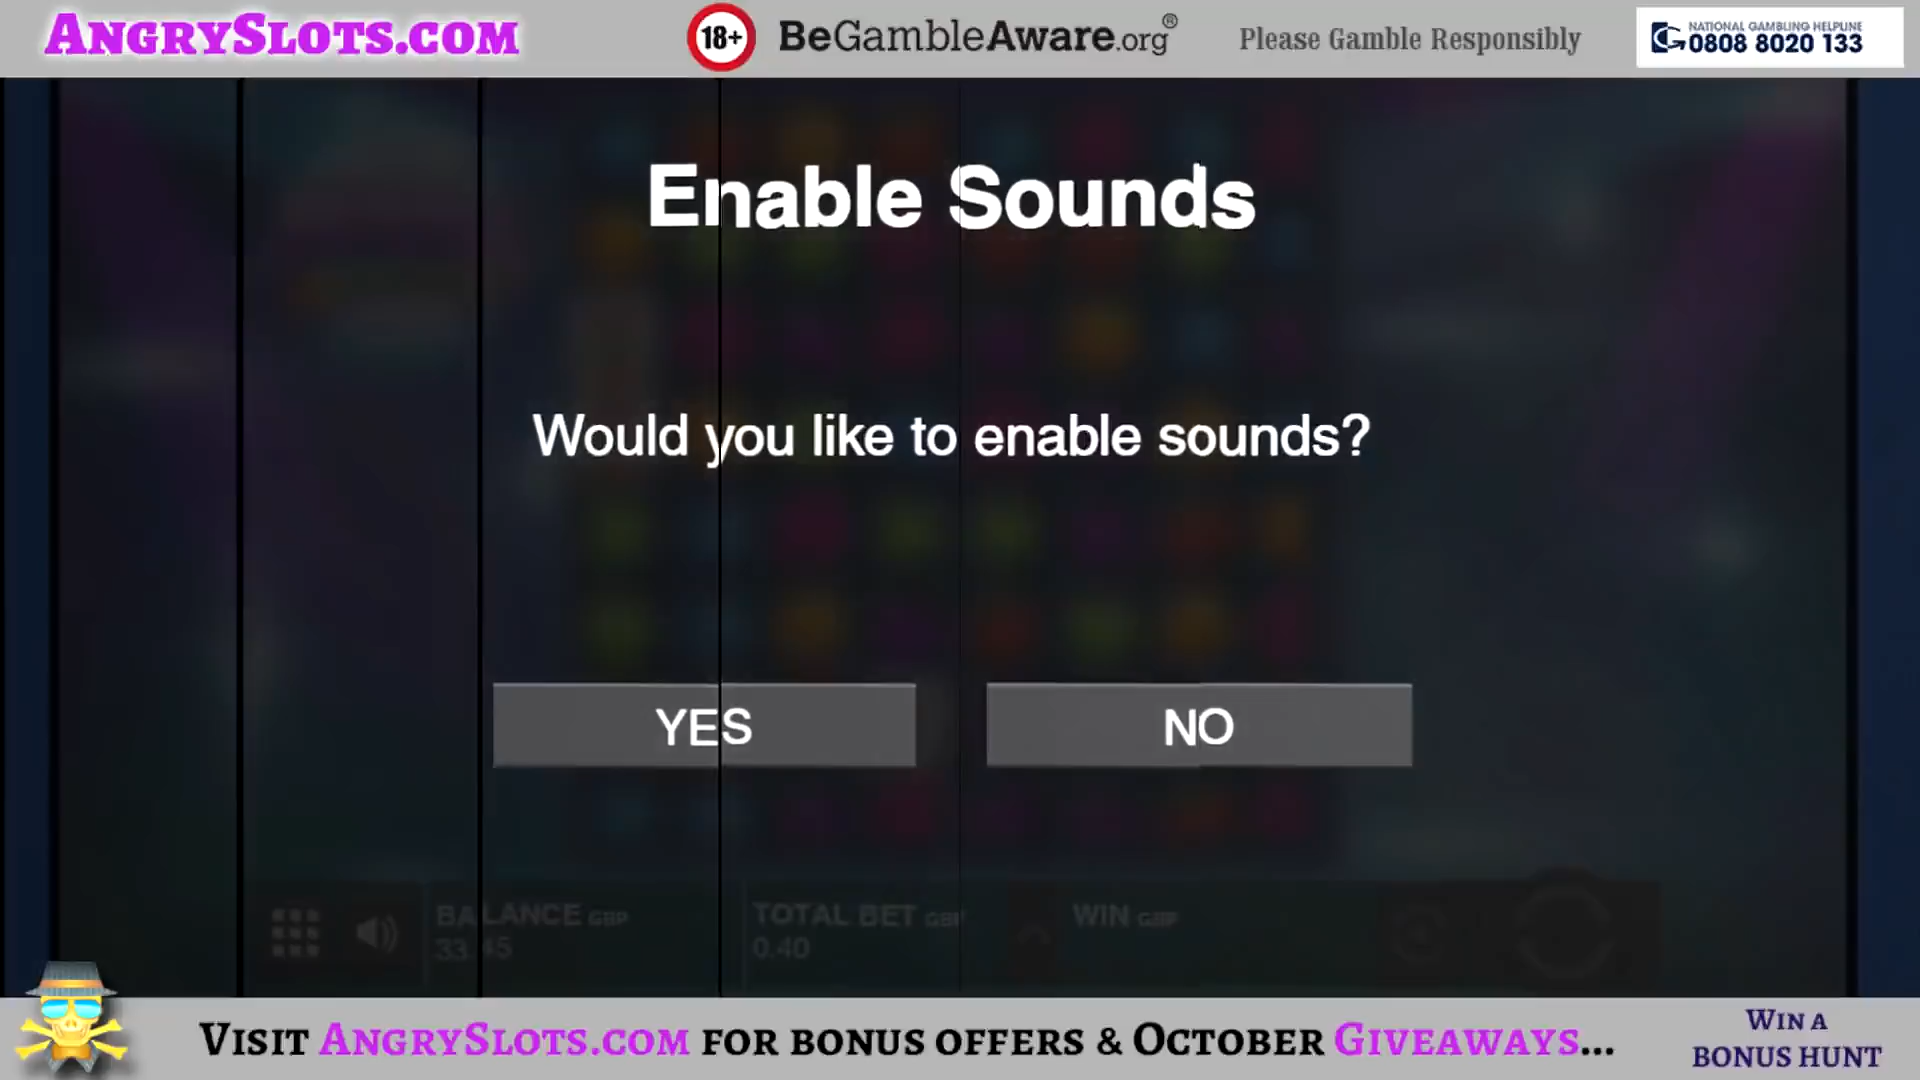 AngrySlots.com
18+
BeGambleAware.org®
Please Gamble Responsibly
NATIONAL GAMBLING HELPLINE
0808 8020 133
Enable Sounds
Would you like to enable sounds?
YES
NO
BALANCE GBP
33.45
TOTAL BET GBP
0.40
WIN GBP
Visit AngrySlots.com for bonus offers & October Giveaways...
Win a
Bonus Hunt